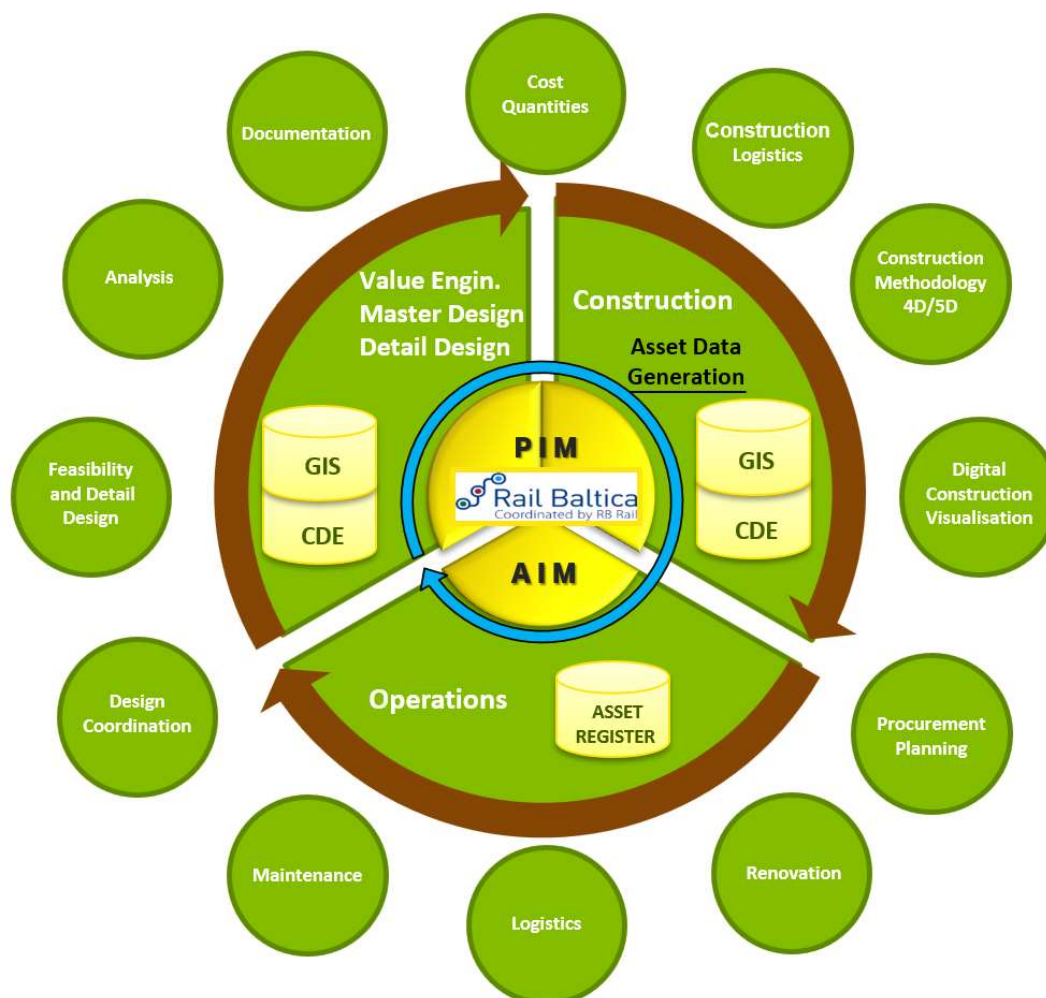 Cost
Quantities
Documentation
Construction
Logistics
Analysis
Construction
Methodology
4D/5D
Value Engin.
Master Design
Detail Design
Construction
Asset Data
Generation
GIS
CDE
PIM
Rail Baltica
Coordinated by RB Rail
AIM
GIS
CDE
Feasibility
and Detail
Design
Digital
Construction
Visualisation
Operations
ASSET
REGISTER
Design
Coordination
Procurement
Planning
Maintenance
Logistics
Renovation